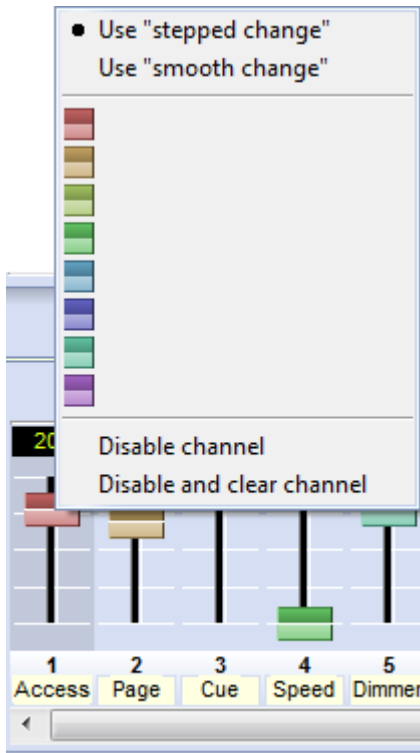 Use "stepped change"
Use "smooth change"
Disable channel
Disable and clear channel
1 2 3 4 5
Access Page Cue Speed Dimmer